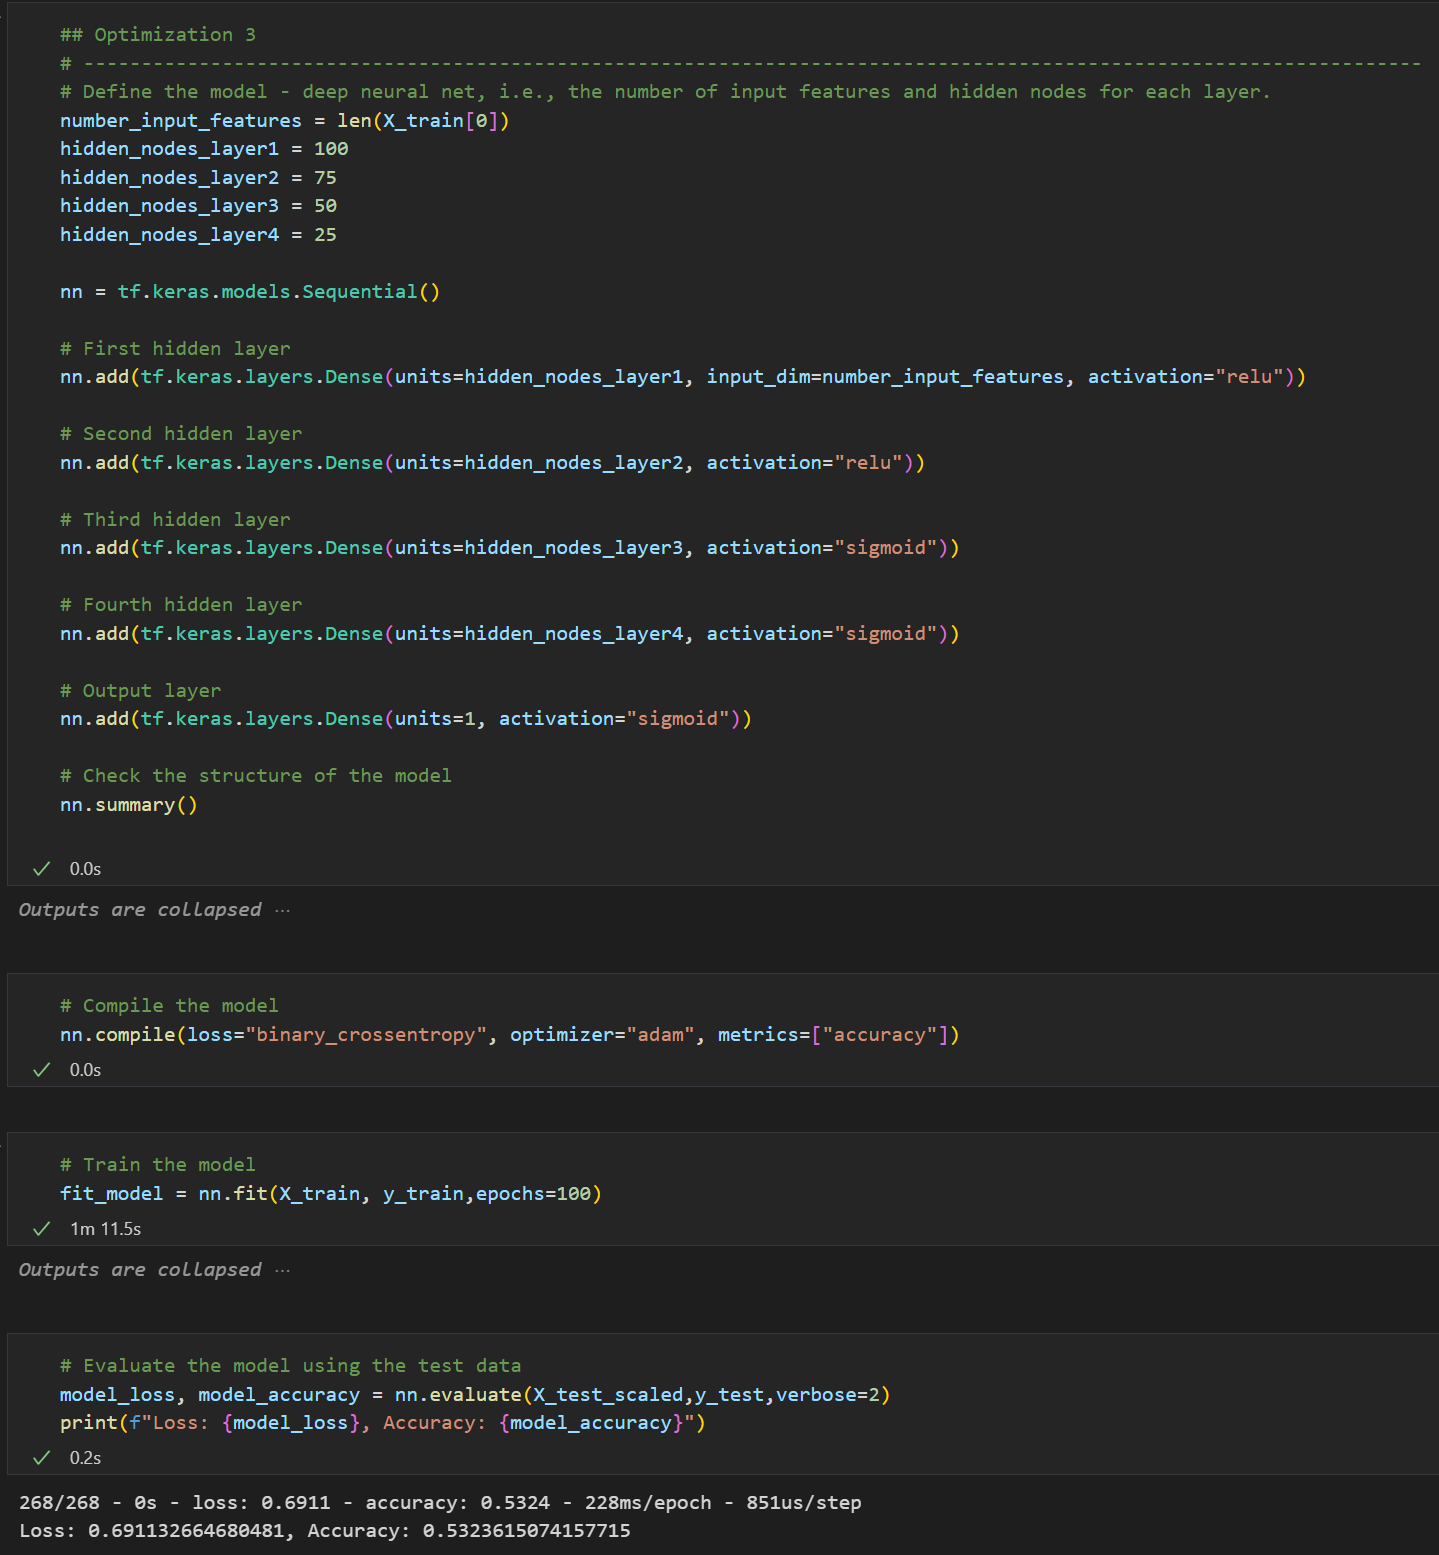 ## Optimization 3
# --------------------------------------------------------------------------------------------------------------------
# Define the model - deep neural net, i.e., the number of input features and hidden nodes for each layer.
number_input_features = len(X_train[0])
hidden_nodes_layer1 = 100
hidden_nodes_layer2 = 75
hidden_nodes_layer3 = 50
hidden_nodes_layer4 = 25
nn = tf.keras.models.Sequential()
# First hidden layer
nn.add(tf.keras.layers.Dense(units=hidden_nodes_layer1, input_dim=number_input_features, activation="relu"))
# Second hidden layer
nn.add(tf.keras.layers.Dense(units=hidden_nodes_layer2, activation="relu"))
# Third hidden layer
nn.add(tf.keras.layers.Dense(units=hidden_nodes_layer3, activation="sigmoid"))
# Fourth hidden layer
nn.add(tf.keras.layers.Dense(units=hidden_nodes_layer4, activation="sigmoid"))
# Output layer
nn.add(tf.keras.layers.Dense(units=1, activation="sigmoid"))
# Check the structure of the model
nn.summary()
✓ 0.0s
Outputs are collapsed ...
# Compile the model
nn.compile(loss="binary_crossentropy", optimizer="adam", metrics=["accuracy"])
✓ 0.0s
# Train the model
fit_model = nn.fit(X_train, y_train,epochs=100)
✓ 1m 11.5s
Outputs are collapsed ...
# Evaluate the model using the test data
model_loss, model_accuracy = nn.evaluate(X_test_scaled,y_test,verbose=2)
print(f"Loss: {model_loss}, Accuracy: {model_accuracy}")
✓ 0.2s
268/268 - 0s - loss: 0.6911 - accuracy: 0.5324 - 228ms/epoch - 851us/step
Loss: 0.691132664680481, Accuracy: 0.5323615074157715